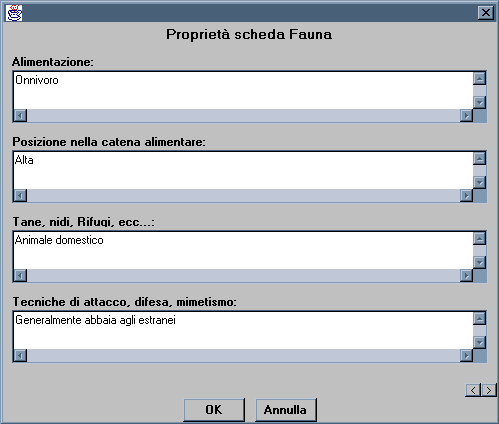 Proprietà scheda Fauna
Alimentazione:
Onnivoro
Posizione nella catena alimentare:
Alta
Tane, nidi, Rifugi, ecc...:
Animale domestico
Tecniche di attacco, difesa, mimetismo:
Generalmente abbaia agli estranei
< >
OK Annulla